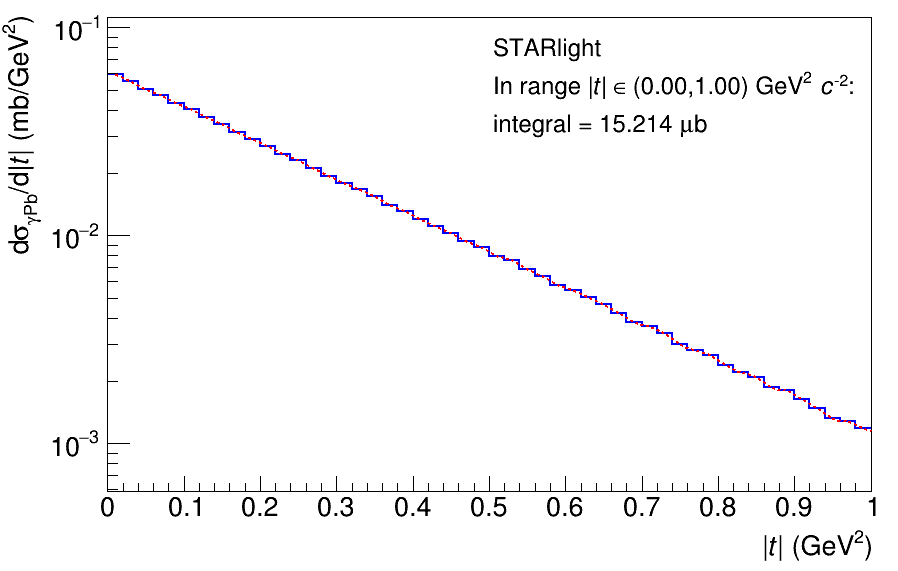 dσγPb/d|t| (mb/GeV²)
10⁻¹
10⁻²
10⁻³
STARlight
In range |t| ∈ (0.00,1.00) GeV² c⁻²:
integral = 15.214 μb
0 0.1 0.2 0.3 0.4 0.5 0.6 0.7 0.8 0.9 1
|t| (GeV²)